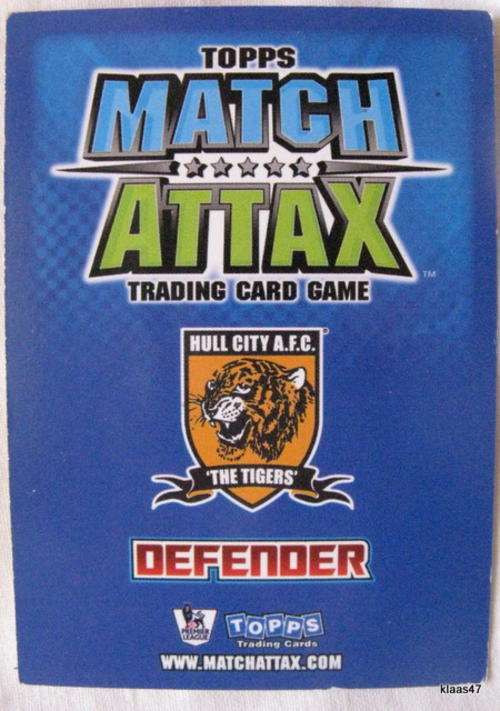 TOPPS
MATCH
ATTAX
TM
TRADING CARD GAME
HULL CITY A.F.C.
'THE TIGERS'
DEFENDER
PREMIER
LEAGUE
TOPPS
Trading Cards
WWW.MATCHATTAX.COM
klaas47